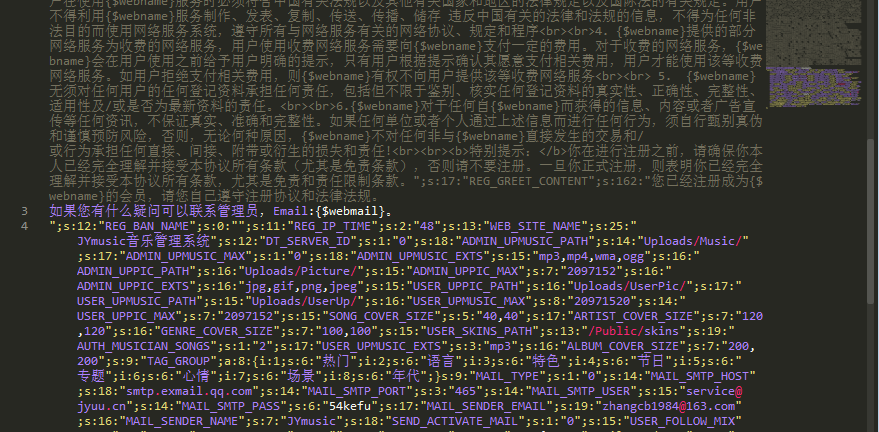 户在使用{$webname}服务时必须符合中国有关法规以及其他有关国家和地区的法律规定以及国际法的有关规定。用户
不得利用{$webname}服务制作、发表、复制、传送、传播、储存 违反中国有关的法律和法规的信息，不得为任何非
法目的而使用网络服务系统，遵守所有与网络服务有关的网络协议、规定和程序<br><br>4. {$webname}提供的部分
网络服务为收费的网络服务，用户使用收费网络服务需要向{$webname}支付一定的费用。对于收费的网络服务，{$w
ebname}会在用户使用之前给予用户明确的提示，只有用户根据提示确认其愿意支付相关费用，用户才能使用该等收费
网络服务。如用户拒绝支付相关费用，则{$webname}有权不同用户提供该等收费网络服务<br><br> 5. {$webname}
无须对任何用户的任何登记资料承担任何责任，包括但不限于鉴别、核实任何登记资料的真实性、正确性、完整性、
适用性及/或是否为最新资料的责任。<br><br>6.{$webname}对于任何自{$webname}而获得的信息、内容或者广告宣
传等任何资讯，不保证真实、准确和完整性。如果任何单位或者个人通过上述信息而进行任何行为，须自行甄别真伪
和谨慎预防风险，否则，无论何种原因，{$webname}不对任何非与{$webname}直接发生的交易和/
或行为承担任何直接、间接、附带或衍生的损失和责任!<br><br><b>特别提示：</b>你在进行注册之前，请确保你本
人已经完全理解并接受本协议所有条款（尤其是免责条款），否则请不要注册。一旦你正式注册，则表明你已经完全
理解并接受本协议所有条款，尤其是免责和责任限制条款。";s:17:"REG_GREET_CONTENT";s:162:"您已经注册成为{$
webname}的会员，请您自己遵守注册协议和法律法规。
3 如果您有什么疑问可以联系管理员，Email:{$webmail}。
4 ";s:12:"REG_BAN_NAME";s:0:"";s:11:"REG_IP_TIME";s:2:"48";s:13:"WEB_SITE_NAME";s:25:"
JYmusic音乐管理系统";s:12:"DT_SERVER_ID";s:1:"0";s:18:"ADMIN_UPMUSIC_PATH";s:14:"Uploads/Music/"
;s:17:"ADMIN_UPMUSIC_MAX";s:1:"0";s:18:"ADMIN_UPMUSIC_EXTS";s:15:"mp3,mp4,wma,ogg";s:16:"
ADMIN_UPPIC_PATH";s:16:"Uploads/Picture/";s:15:"ADMIN_UPPIC_MAX";s:7:"2097152";s:16:"
ADMIN_UPPIC_EXTS";s:16:"jpg,gif,png,jpeg";s:15:"USER_UPPIC_PATH";s:16:"Uploads/UserPic/";s:17:"
USER_UPMUSIC_PATH";s:15:"Uploads/UserUp/";s:16:"USER_UPMUSIC_MAX";s:8:"20971520";s:14:"
USER_UPPIC_MAX";s:7:"2097152";s:15:"SONG_COVER_SIZE";s:5:"40,40";s:17:"ARTIST_COVER_SIZE";s:7:"120
,120";s:16:"GENRE_COVER_SIZE";s:7:"100,100";s:15:"USER_SKINS_PATH";s:13:"/Public/skins";s:19:"
AUTH_MUSICIAN_SONGS";s:1:"2";s:17:"USER_UPMUSIC_EXTS";s:3:"mp3";s:16:"ALBUM_COVER_SIZE";s:7:"200,
200";s:9:"TAG_GROUP";a:8:{i:1;s:6:"热门";i:2;s:6:"语言";i:3;s:6:"特色";i:4;s:6:"节日";i:5;s:6:"
专题";i:6;s:6:"心情";i:7;s:6:"场景";i:8;s:6:"年代";}s:9:"MAIL_TYPE";s:1:"0";s:14:"MAIL_SMTP_HOST"
;s:18:"smtp.exmail.qq.com";s:14:"MAIL_SMTP_PORT";s:3:"465";s:14:"MAIL_SMTP_USER";s:15:"service@
jyuu.cn";s:14:"MAIL_SMTP_PASS";s:6:"54kefu";s:17:"MAIL_SENDER_EMAIL";s:19:"zhangcb1984@163.com"
;s:16:"MAIL_SENDER_NAME";s:7:"JYmusic";s:18:"SEND_ACTIVATE_MAIL";s:1:"0";s:15:"USER_FOLLOW_MIX"